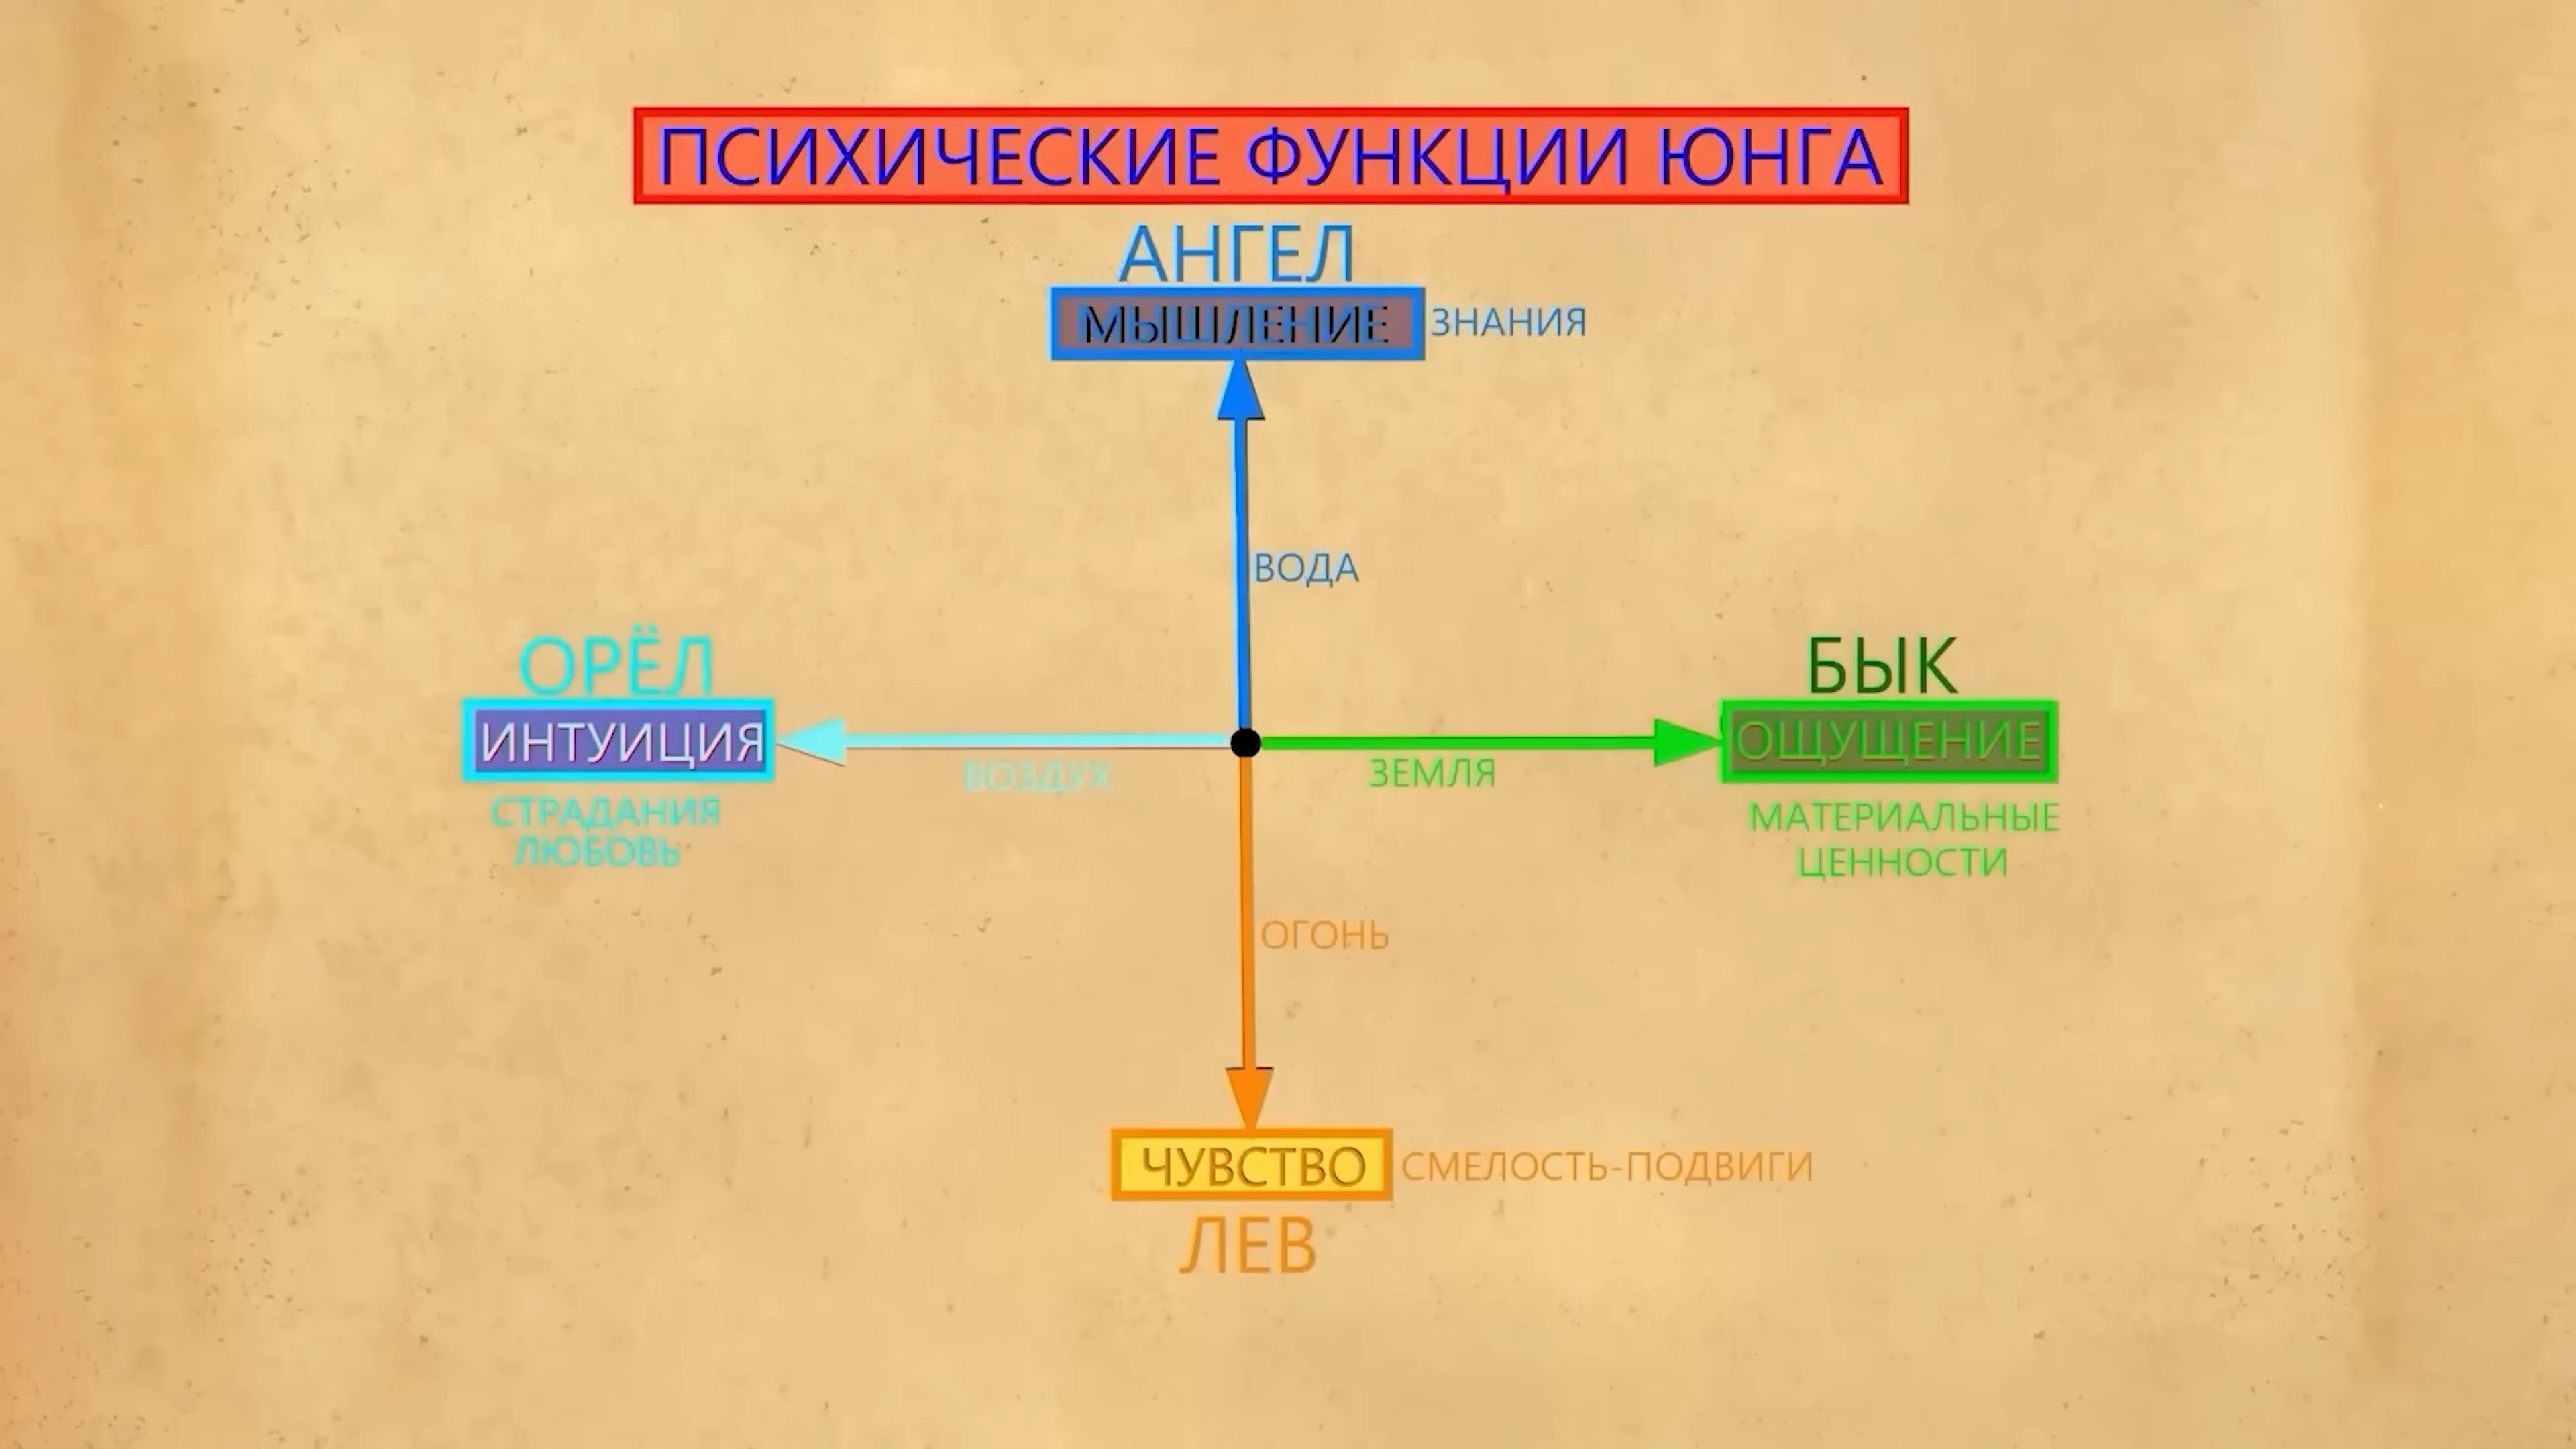 ПСИХИЧЕСКИЕ ФУНКЦИИ ЮНГА
АНГЕЛ
МЫШЛЕНИЕ
ЗНАНИЯ
ВОДА
ОРЁЛ
ИНТУИЦИЯ
СТРАДАНИЯ
ЛЮБОВЬ
ВОЗДУХ
ЗЕМЛЯ
БЫК
ОЩУЩЕНИЕ
МАТЕРИАЛЬНЫЕ
ЦЕННОСТИ
ОГОНЬ
ЧУВСТВО
СМЕЛОСТЬ-ПОДВИГИ
ЛЕВ